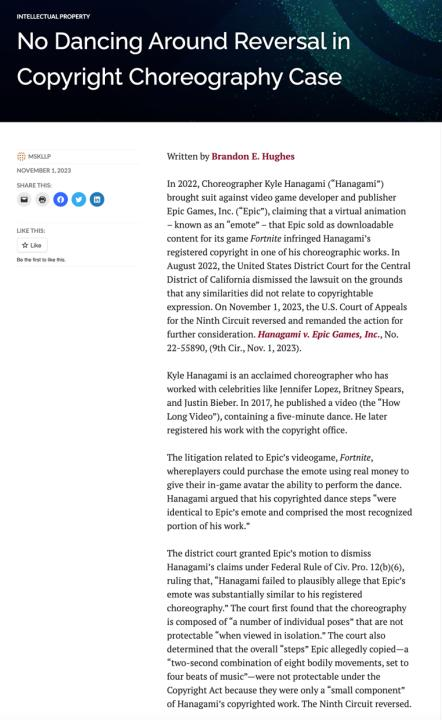 INTELLECTUAL PROPERTY
No Dancing Around Reversal in
Copyright Choreography Case
MSKLLP
NOVEMBER 1, 2023
SHARE THIS:
LIKE THIS:
Like
Be the first to like this.
Written by Brandon E. Hughes
In 2022, Choreographer Kyle Hanagami (“Hanagami”)
brought suit against video game developer and publisher
Epic Games, Inc. (“Epic”), claiming that a virtual animation
– known as an “emote” – that Epic sold as downloadable
content for its game Fortnite infringed Hanagami’s
registered copyright in one of his choreographic works. In
August 2022, the United States District Court for the Central
District of California dismissed the lawsuit on the grounds
that any similarities did not relate to copyrightable
expression. On November 1, 2023, the U.S. Court of Appeals
for the Ninth Circuit reversed and remanded the action for
further consideration. Hanagami v. Epic Games, Inc., No.
22-55890, (9th Cir., Nov. 1, 2023).
Kyle Hanagami is an acclaimed choreographer who has
worked with celebrities like Jennifer Lopez, Britney Spears,
and Justin Bieber. In 2017, he published a video (the “How
Long Video”), containing a five-minute dance. He later
registered his work with the copyright office.
The litigation related to Epic’s videogame, Fortnite,
whereplayers could purchase the emote using real money to
give their in-game avatar the ability to perform the dance.
Hanagami argued that his copyrighted dance steps “were
identical to Epic’s emote and comprised the most recognized
portion of his work.”
The district court granted Epic’s motion to dismiss
Hanagami’s claims under Federal Rule of Civ. Pro. 12(b)(6),
ruling that, “Hanagami failed to plausibly allege that Epic’s
emote was substantially similar to his registered
choreography.” The court first found that the choreography
is composed of “a number of individual poses” that are not
protectable “when viewed in isolation.” The court also
determined that the overall “steps” Epic allegedly copied—a
“two-second combination of eight bodily movements, set to
four beats of music”—were not protectable under the
Copyright Act because they were only a “small component”
of Hanagami’s copyrighted work. The Ninth Circuit reversed.